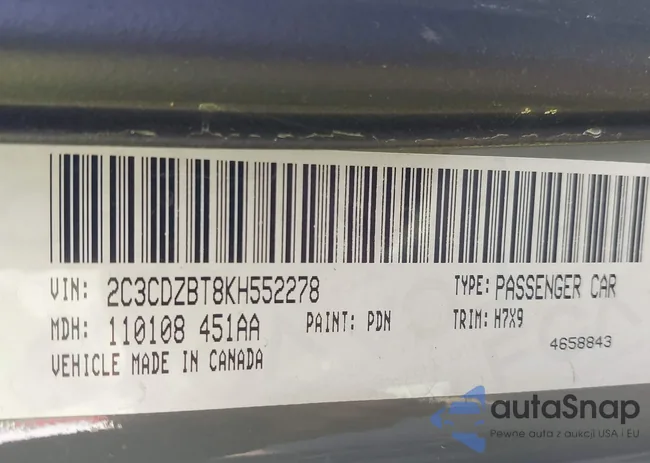 VIN: 2C3CDZBT8KH552278 TYPE: PASSENGER CAR
MDH: 110108 451AA PAINT: PDN TRIM: H7X9
VEHICLE MADE IN CANADA 4658843
autaSnap
Pewne auta z aukcji USA i EU